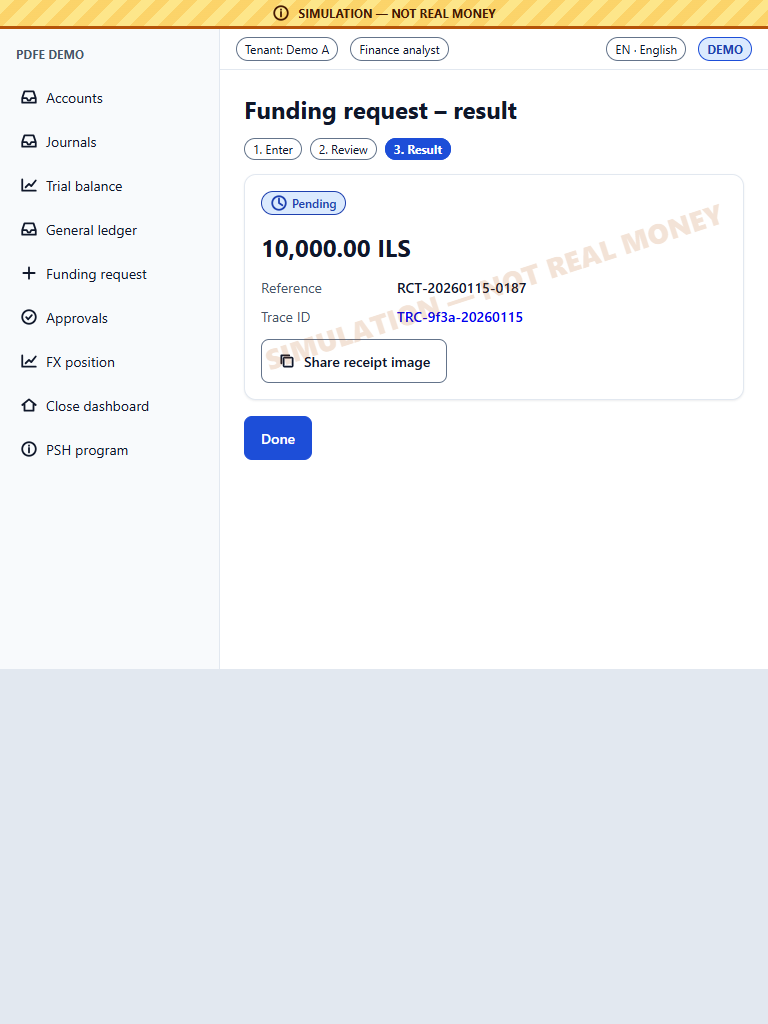 SIMULATION — NOT REAL MONEY
PDFE DEMO
Accounts
Journals
Trial balance
General ledger
Funding request
Approvals
FX position
Close dashboard
PSH program
Tenant: Demo A
Finance analyst
EN · English
DEMO
Funding request – result
1. Enter
2. Review
3. Result
Pending
10,000.00 ILS
Reference RCT-20260115-0187
Trace ID TRC-9f3a-20260115
SIMULATION — NOT REAL MONEY
Share receipt image
Done